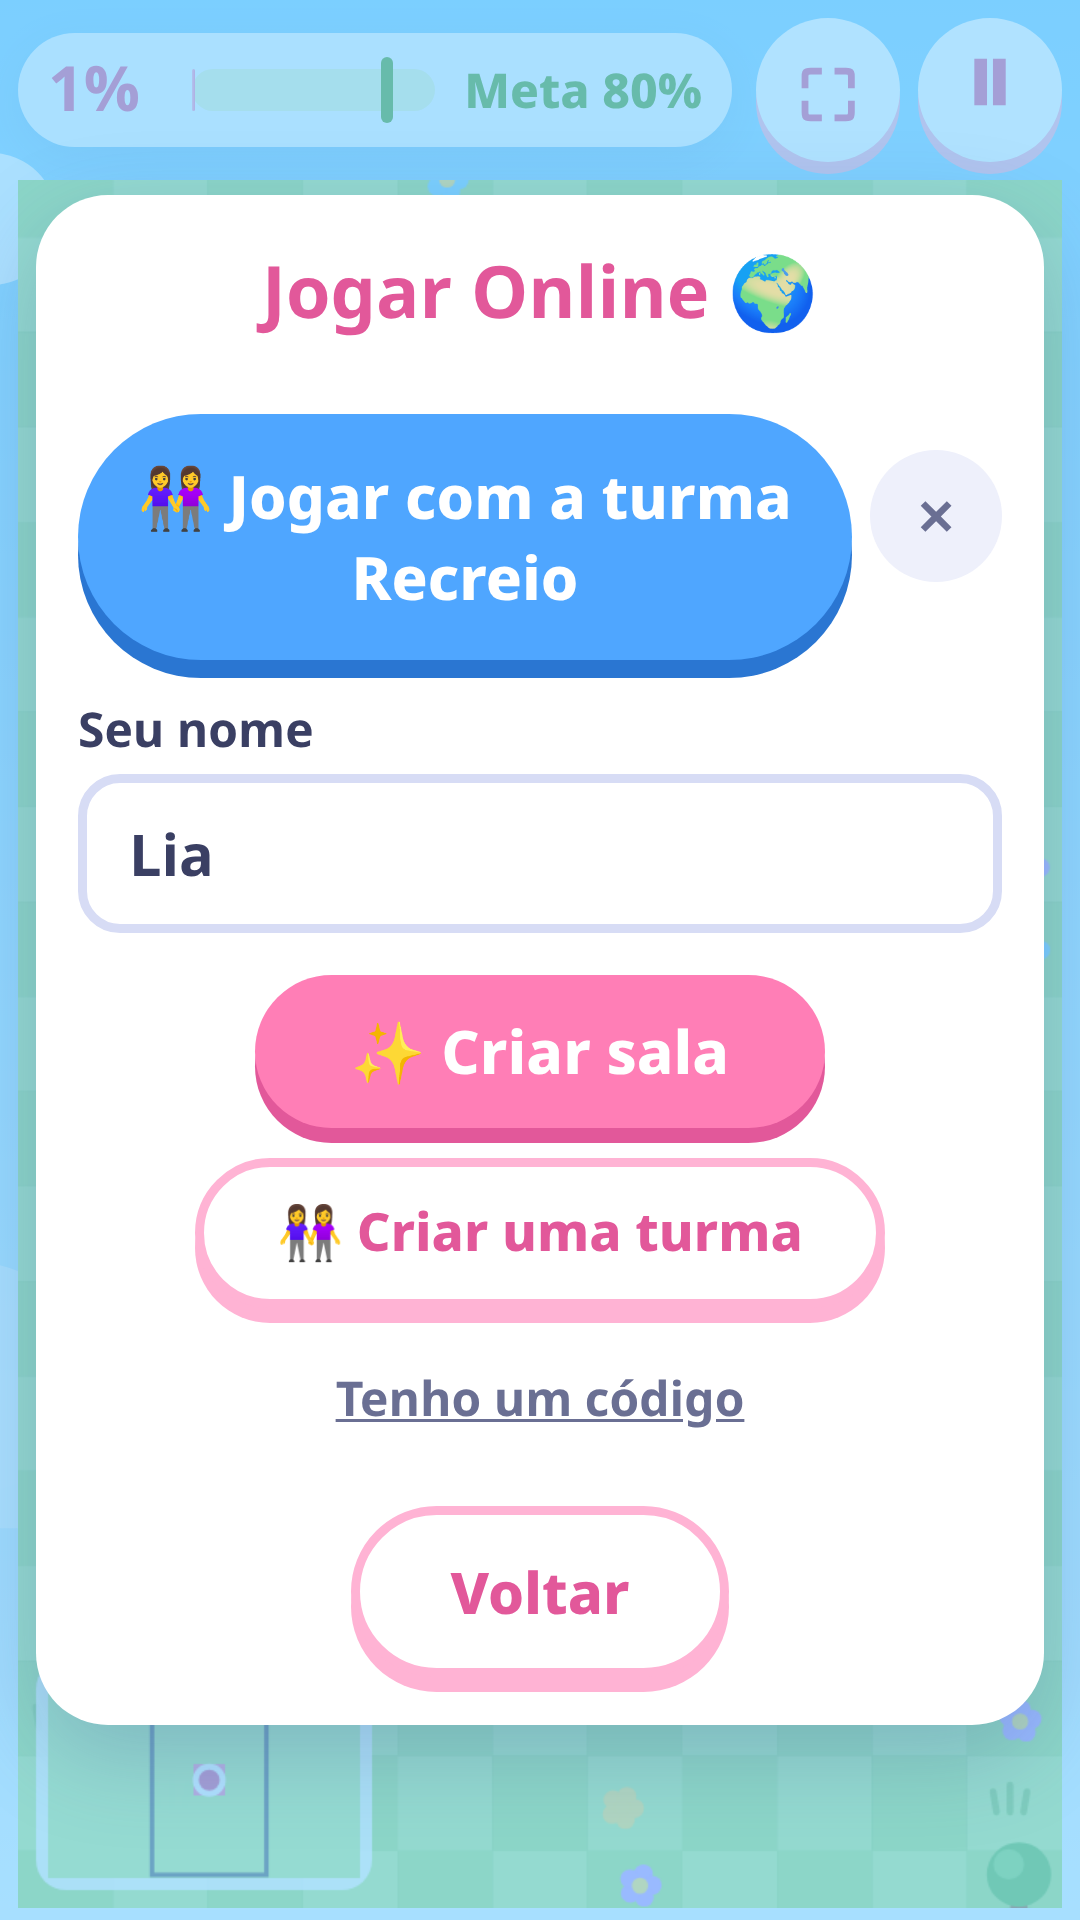 1% Meta 80%
Jogar Online 🌍
👭 Jogar com a turma
Recreio
×
Seu nome
Lia
✨ Criar sala
👭 Criar uma turma
Tenho um código
Voltar